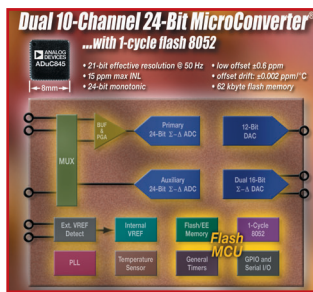 Dual 10-Channel 24-Bit MicroConverter®
...with 1-cycle flash 8052
ANALOG
DEVICES
ADuC845
8mm
• 21-bit effective resolution @ 50 Hz
• 15 ppm max INL
• 24-bit monotonic
• low offset ±0.6 ppm
• offset drift: ±0.002 ppm/°C
• 62 kbyte flash memory
MUX
BUF
& PGA
Primary
24-Bit Σ-Δ ADC
12-Bit
DAC
Auxiliary
24-Bit Σ-Δ ADC
Dual 16-Bit
Σ-Δ DAC
Ext. VREF
Detect
Internal
VREF
Flash/EE
Memory
1-Cycle
8052
Flash
MCU
PLL
Temperature
Sensor
General
Timers
GPIO and
Serial I/O